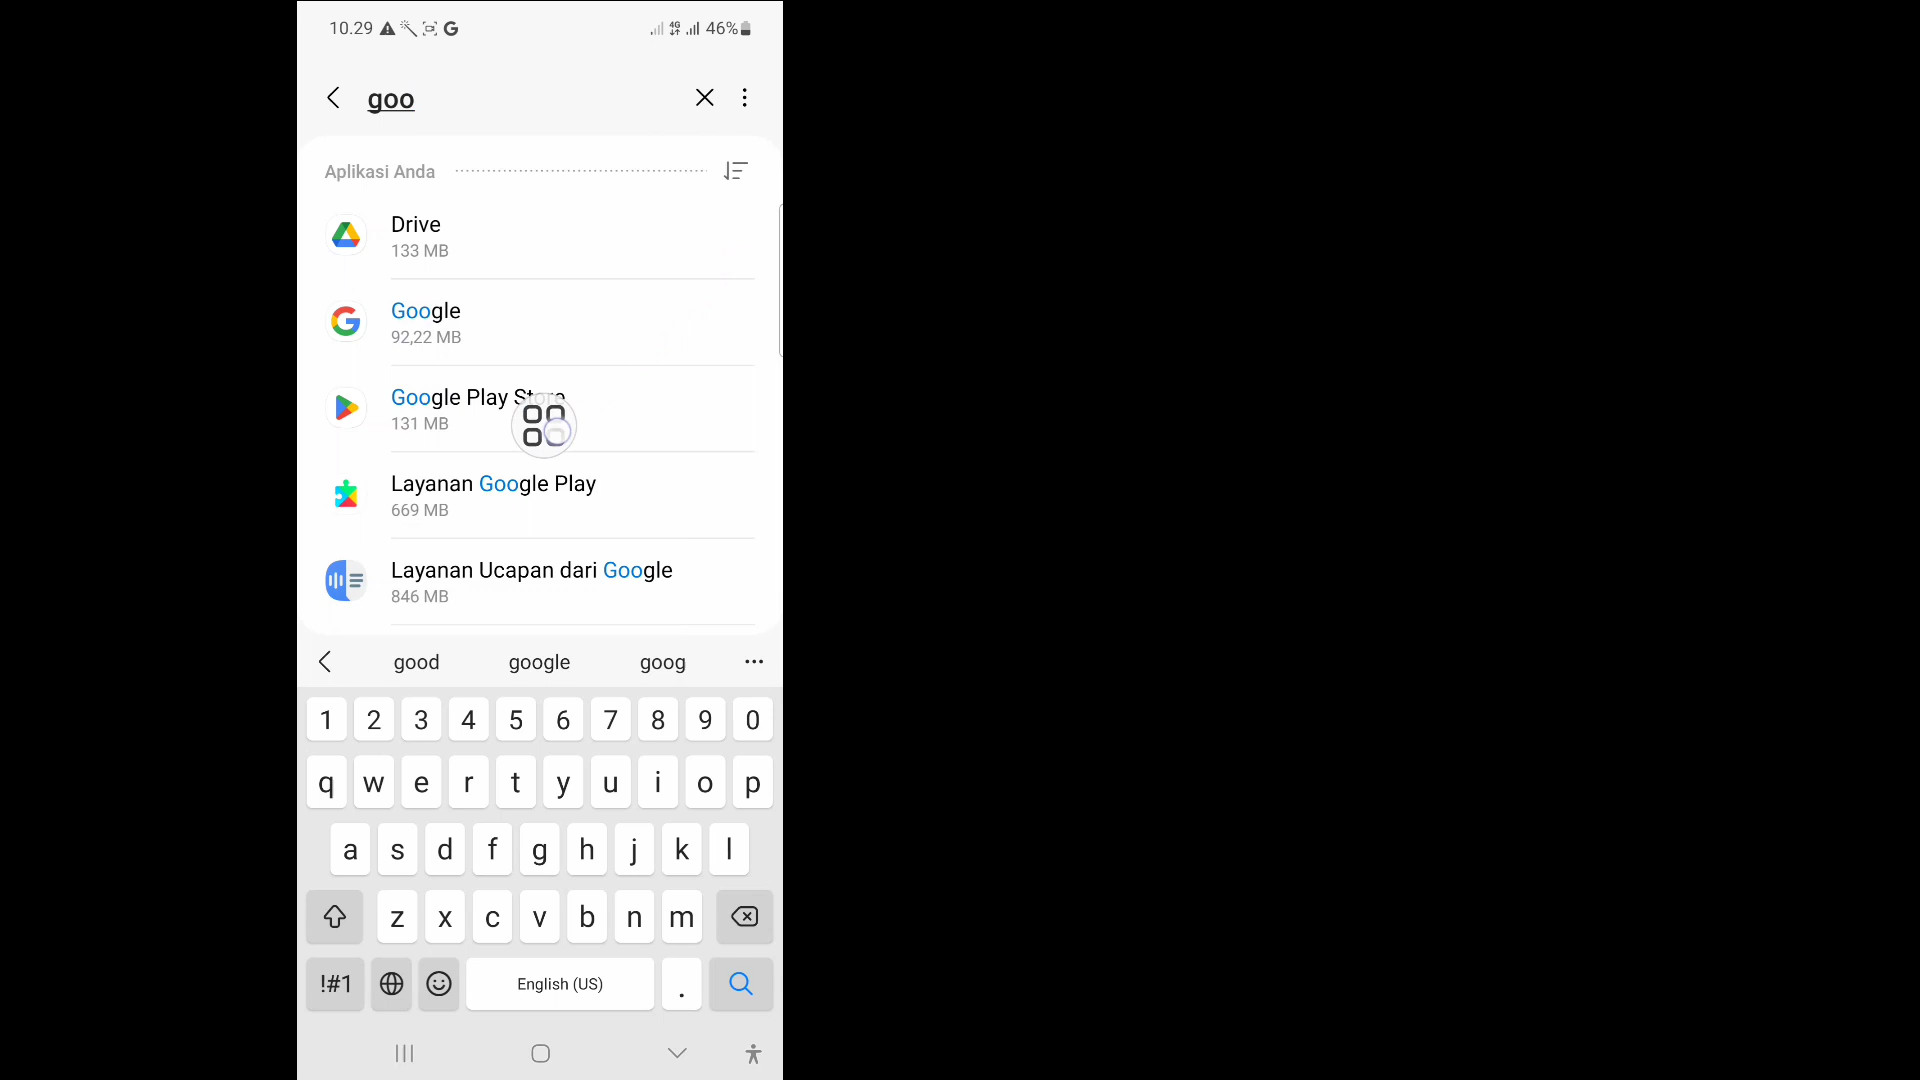 10.29 4G 46%
goo
Aplikasi Anda
Drive
133 MB
Google
92,22 MB
Google Play Store
131 MB
Layanan Google Play
669 MB
Layanan Ucapan dari Google
846 MB
good google goog
1 2 3 4 5 6 7 8 9 0
q w e r t y u i o p
a s d f g h j k l
z x c v b n m
!#1 English (US) .